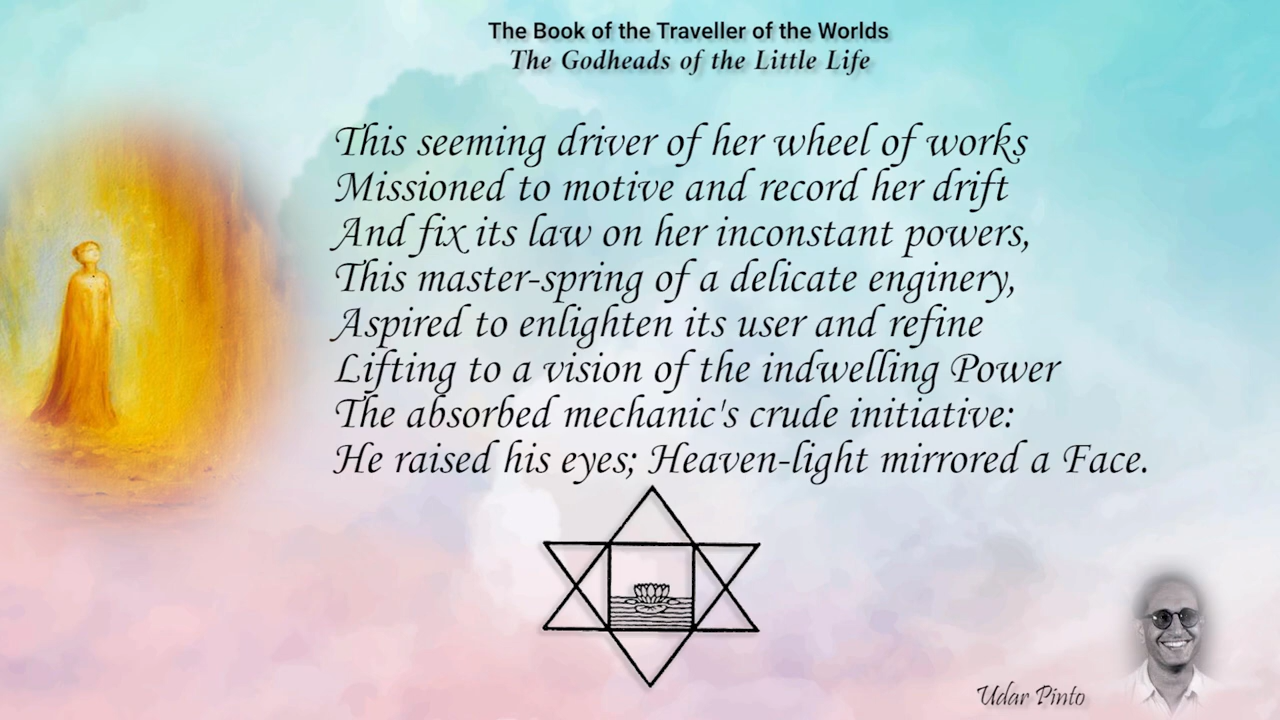 The Book of the Traveller of the Worlds
The Godheads of the Little Life
This seeming driver of her wheel of works
Missioned to motive and record her drift
And fix its law on her inconstant powers,
This master-spring of a delicate enginery,
Aspired to enlighten its user and refine
Lifting to a vision of the indwelling Power
The absorbed mechanic's crude initiative:
He raised his eyes; Heaven-light mirrored a Face.
Udar Pinto